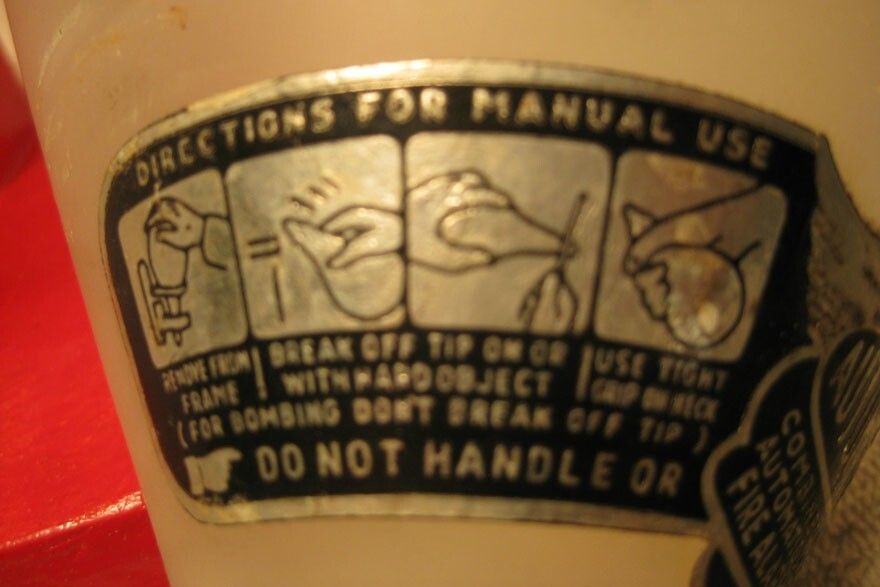 DIRECTIONS FOR MANUAL USE
REMOVE FROM
FRAME
BREAK OFF TIP ON OR
WITH HARD OBJECT
USE TIGHT
GRIP ON NECK
(FOR BOMBING DON'T BREAK OFF TIP)
DO NOT HANDLE OR
FIRE